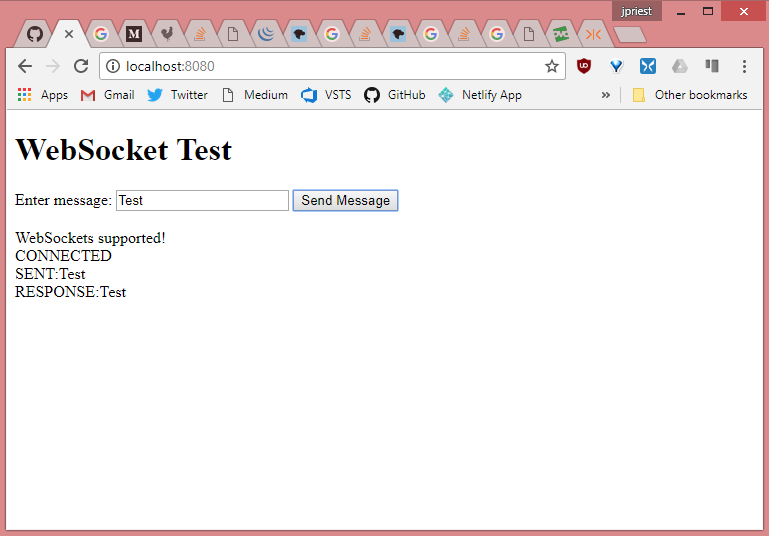 jpriest
localhost:8080
Apps Gmail Twitter Medium VSTS GitHub Netlify App » Other bookmarks
WebSocket Test
Enter message: Test Send Message
WebSockets supported!
CONNECTED
SENT:Test
RESPONSE:Test